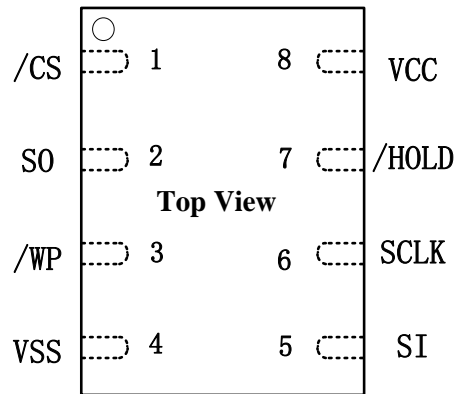 /CS 1 8 VCC
SO 2 7 /HOLD
Top View
/WP 3 6 SCLK
VSS 4 5 SI